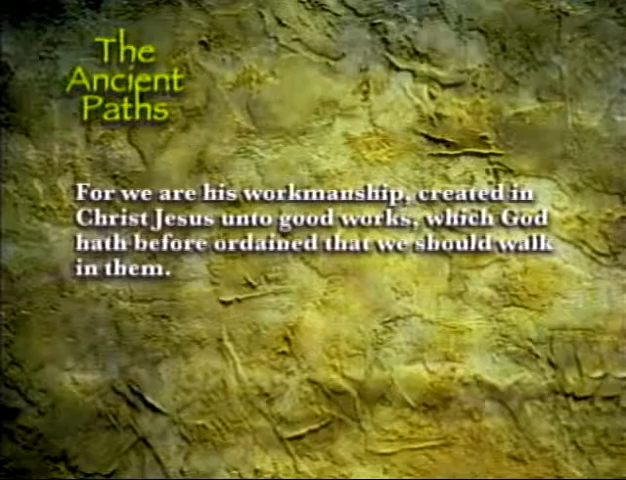 The
Ancient
Paths
For we are his workmanship, created in
Christ Jesus unto good works, which God
hath before ordained that we should walk
in them.